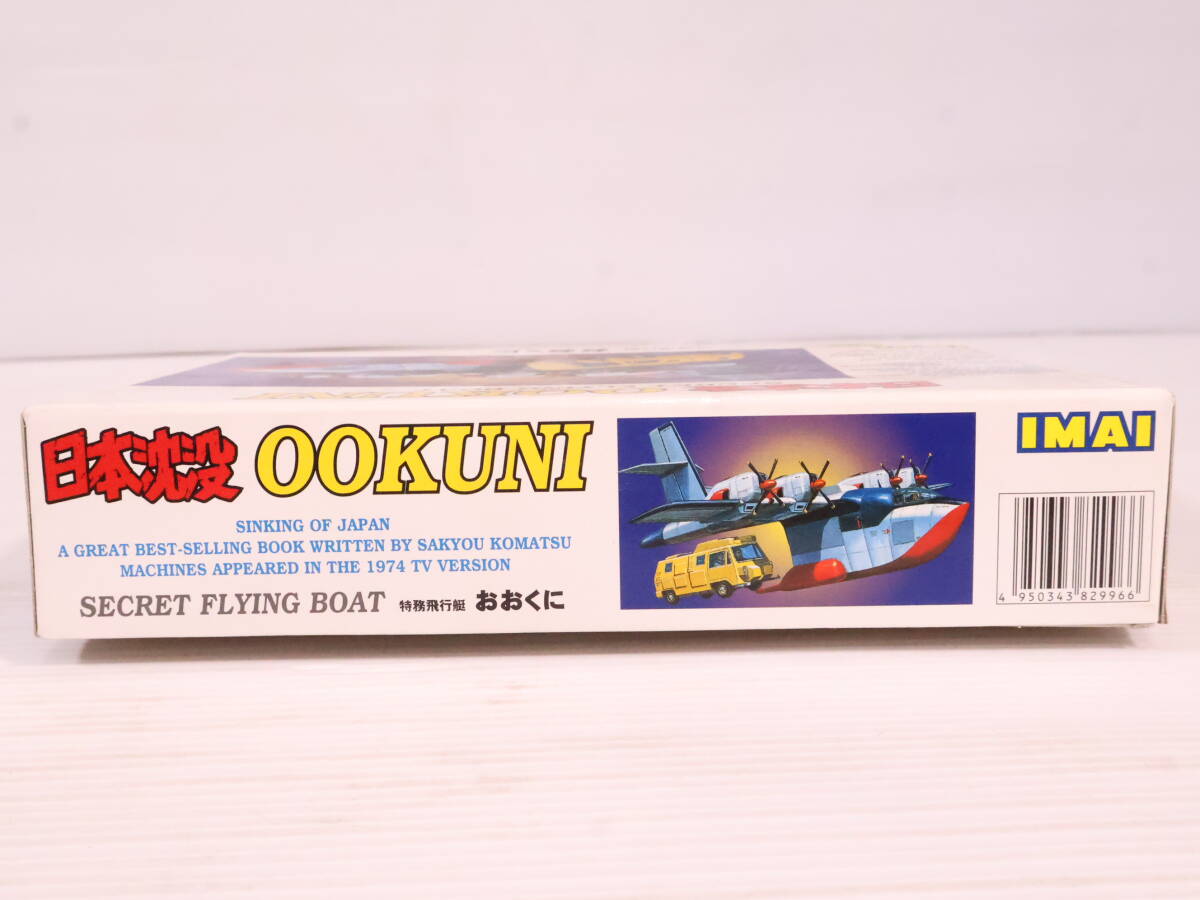 日本沈没 OOKUNI
SINKING OF JAPAN
A GREAT BEST-SELLING BOOK WRITTEN BY SAKYOU KOMATSU
MACHINES APPEARED IN THE 1974 TV VERSION
SECRET FLYING BOAT 特務飛行艇 おおくに
IMAI
4 950343 829966